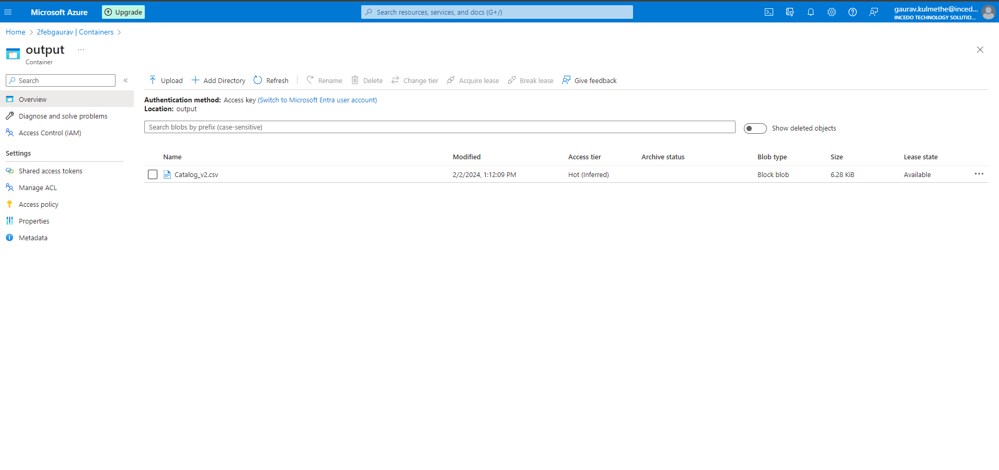 Microsoft Azure
Upgrade
Search resources, services, and docs (G+/)
gaurav.kulmethe@inced...
INCEDO TECHNOLOGY SOLUTIO...
Home > 2febgaurav | Containers >
output ...
Container
Search «
Overview
Diagnose and solve problems
Access Control (IAM)
Settings
Shared access tokens
Manage ACL
Access policy
Properties
Metadata
Upload Add Directory Refresh Rename Delete Change tier Acquire lease Break lease Give feedback
Authentication method: Access key (Switch to Microsoft Entra user account)
Location: output
Search blobs by prefix (case-sensitive)
Show deleted objects
Name Modified Access tier Archive status Blob type Size Lease state
Catalog_v2.csv 2/2/2024, 1:12:09 PM Hot (Inferred) Block blob 6.28 KiB Available ...